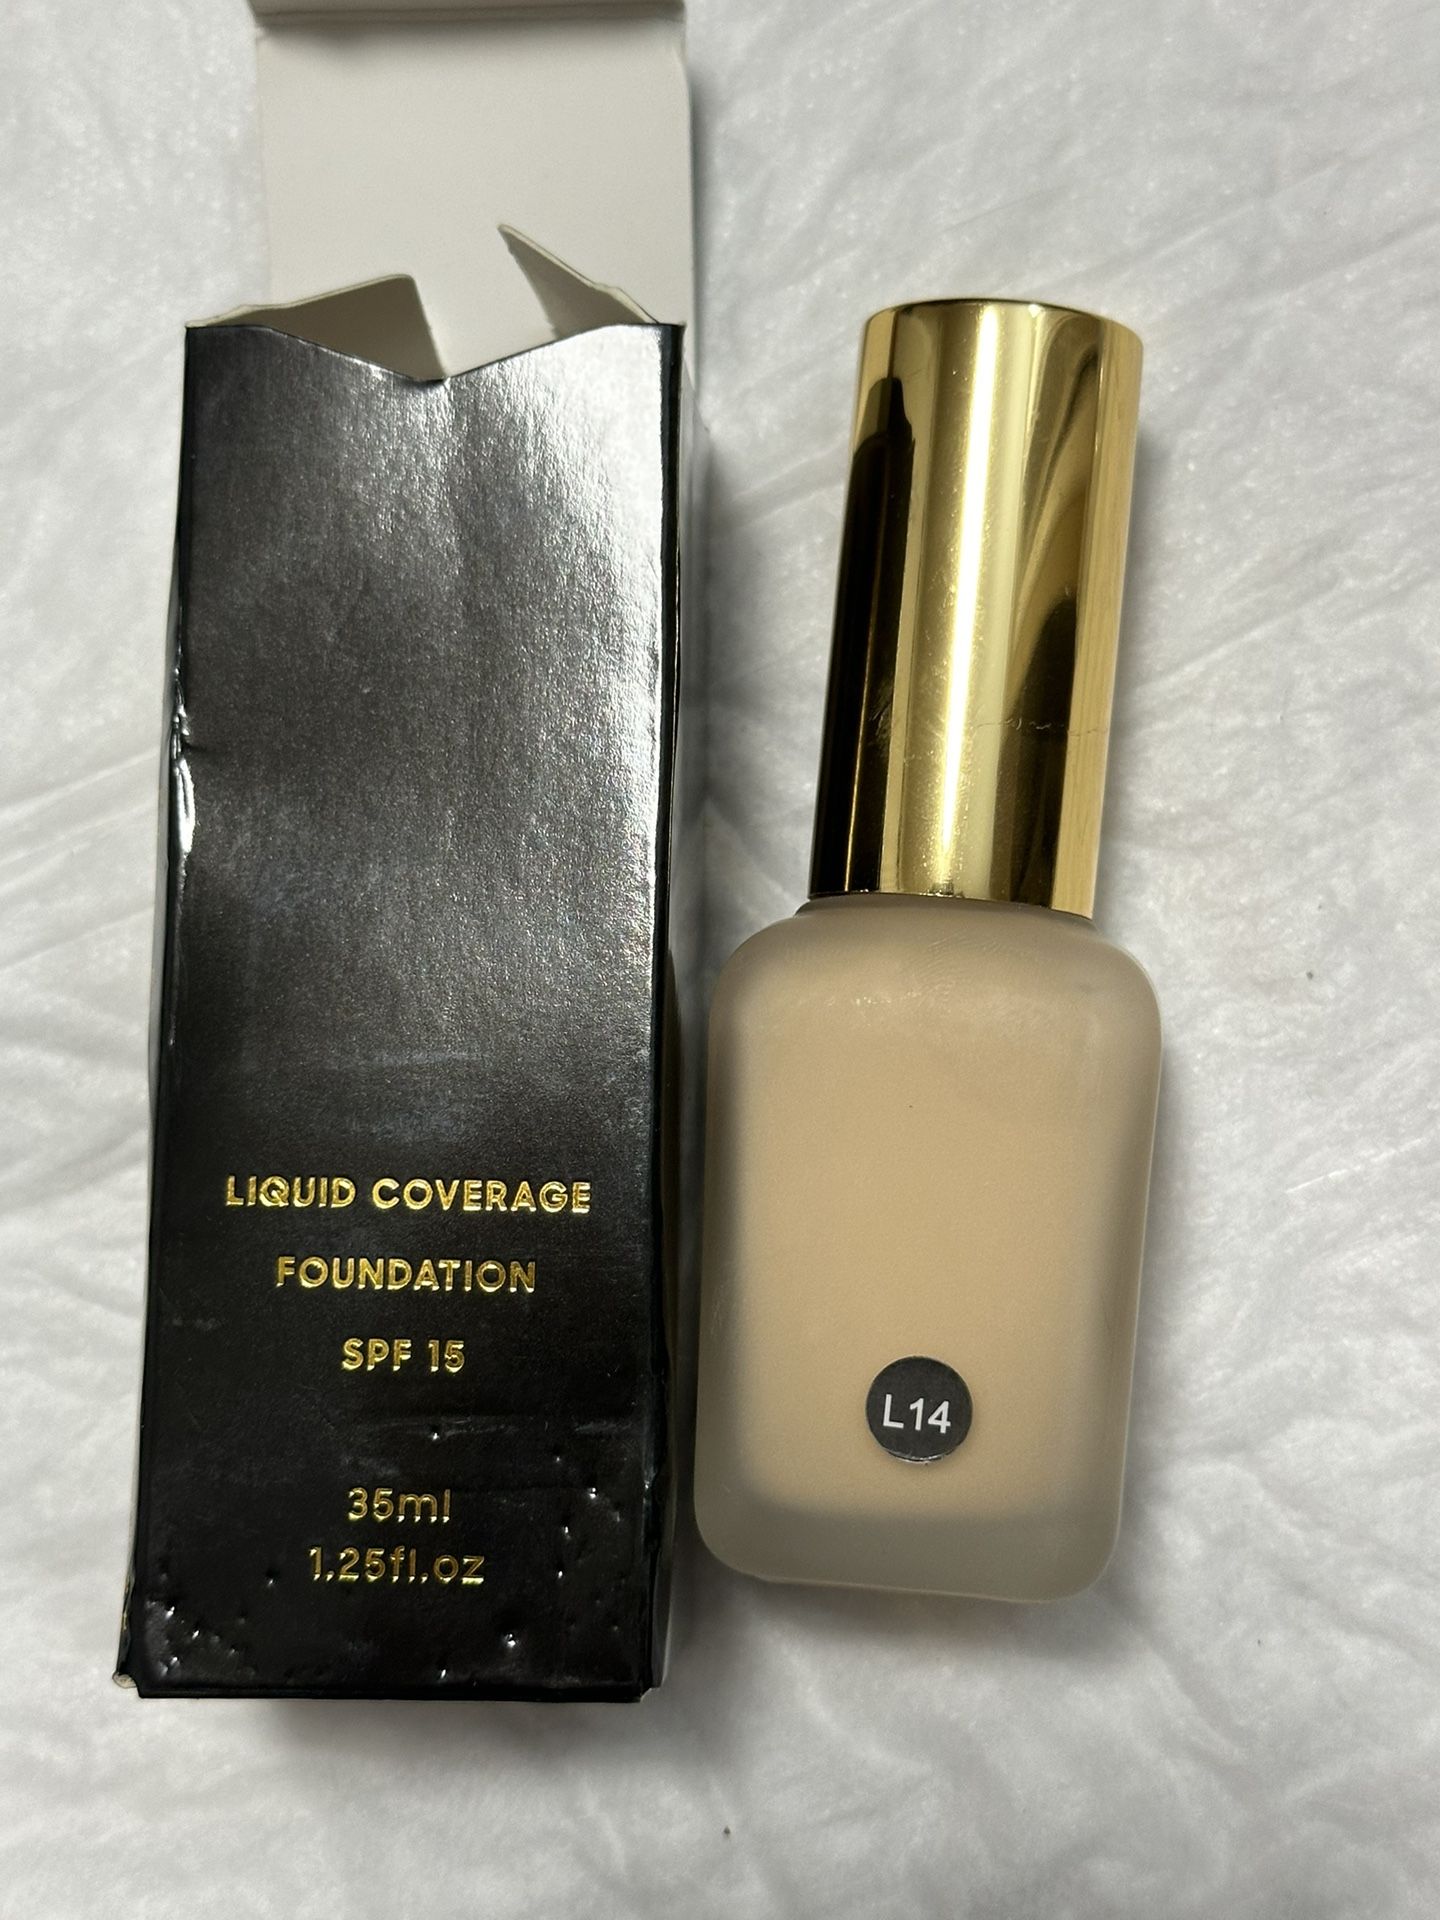 LIQUID COVERAGE
FOUNDATION
SPF 15
35ml
1.25fl.oz
L14